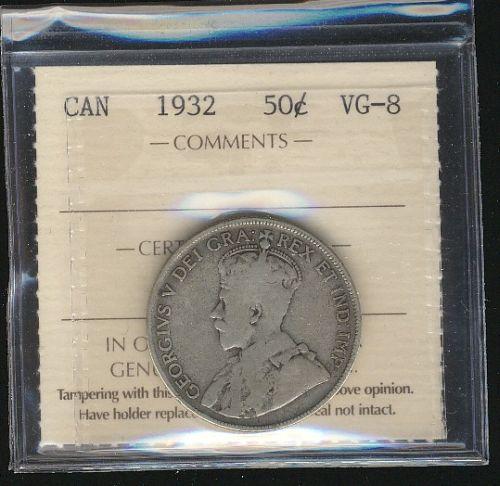 CAN 1932 50¢ VG-8
— COMMENTS —
— CERT
GEORGIVS V DEI GRA: REX ET IND: IMP:
IN O
GEN
Tampering with this ove opinion.
Have holder replac al not intact.